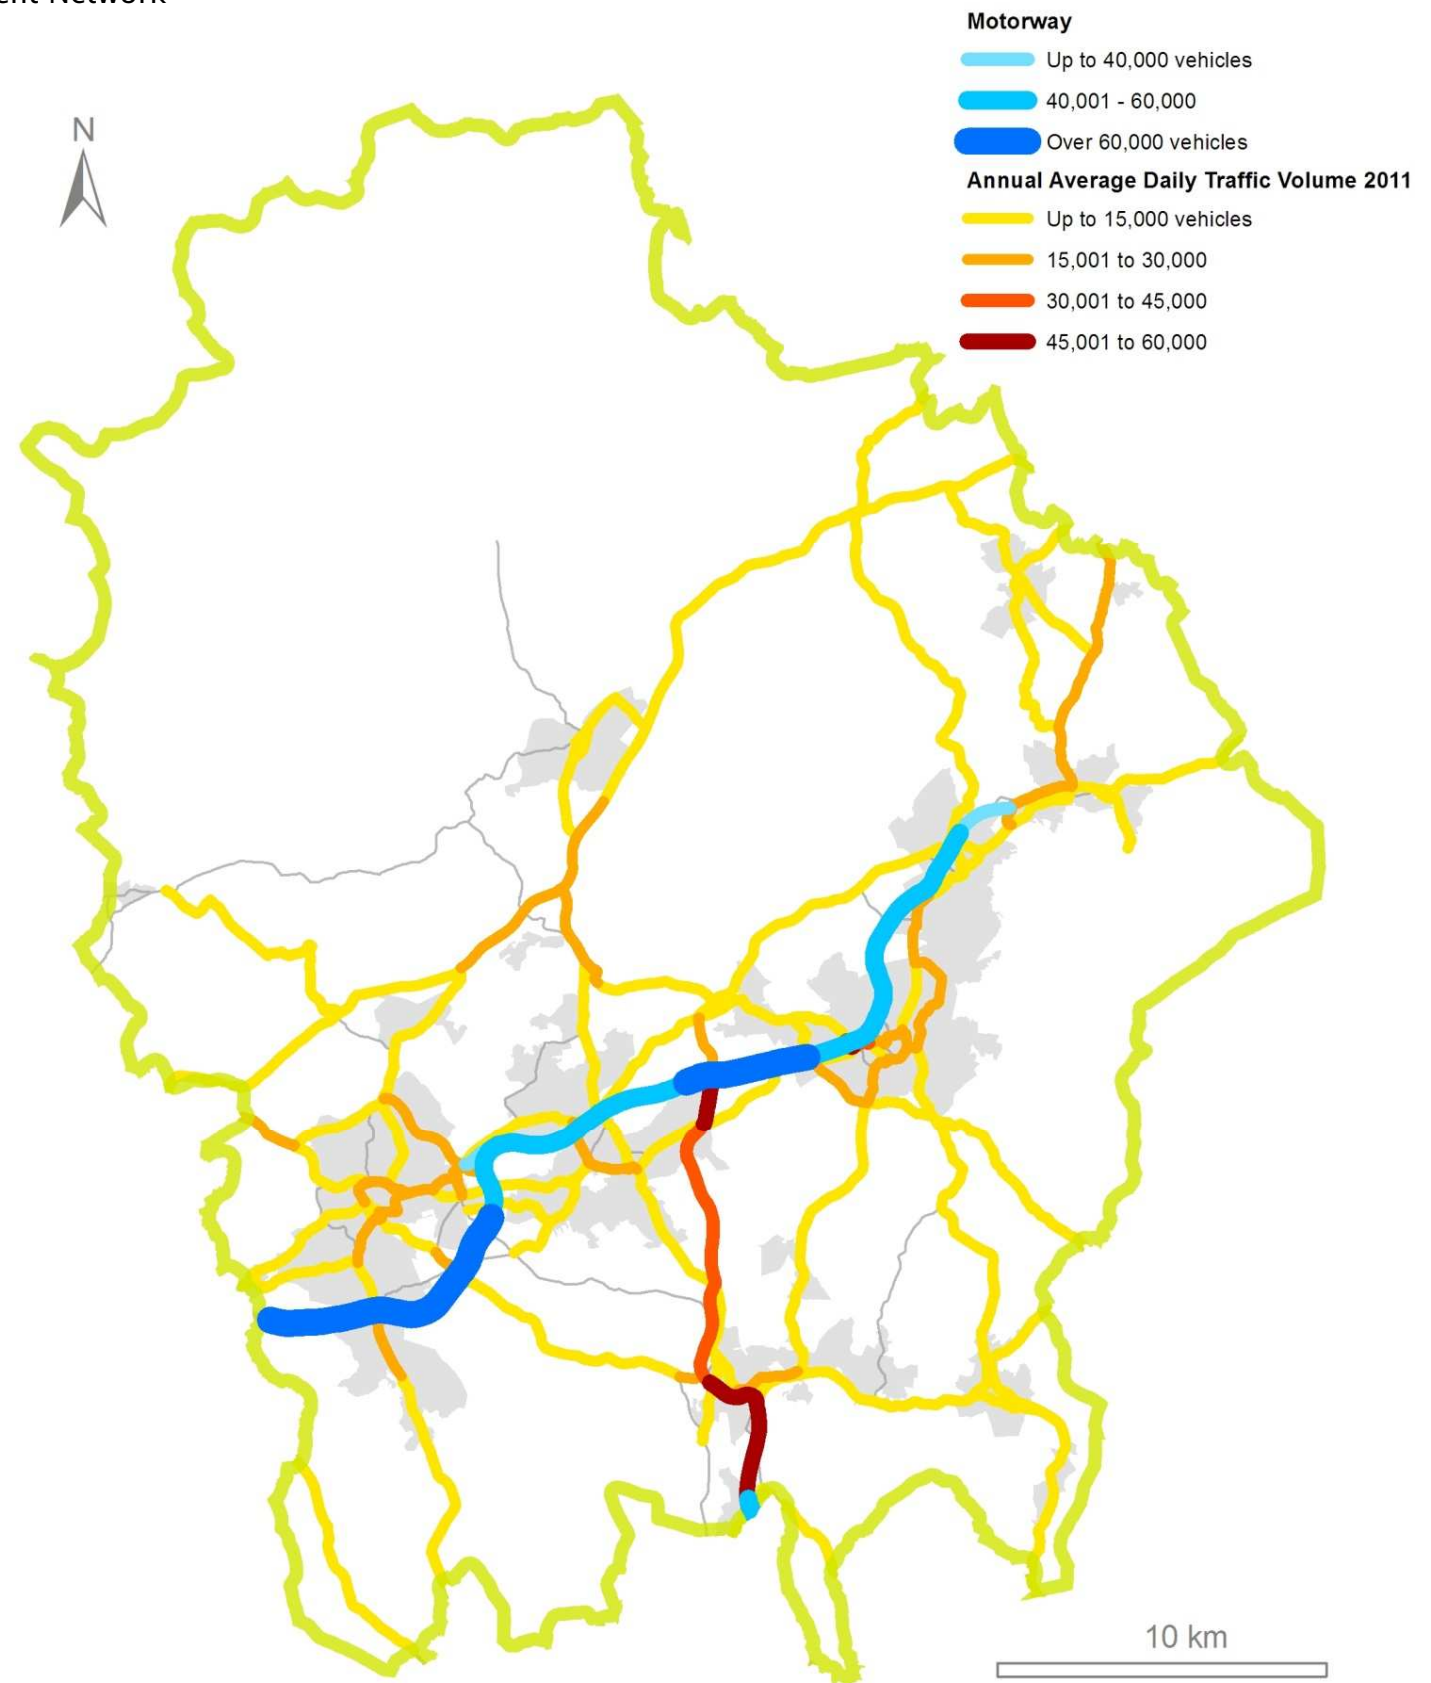 ent Network
Motorway
Up to 40,000 vehicles
40,001 - 60,000
Over 60,000 vehicles
Annual Average Daily Traffic Volume 2011
Up to 15,000 vehicles
15,001 to 30,000
30,001 to 45,000
45,001 to 60,000
N
10 km